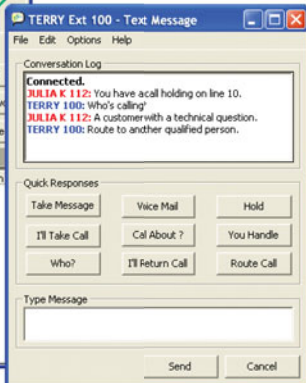 TERRY Ext 100 - Text Message
File Edit Options Help
Conversation Log
Connected.
JULIA K 112: You have acall holding on line 10.
TERRY 100: Who's calling'
JULIA K 112: A customerwith a technical question.
TERRY 100: Route to another qualified person.
Quick Responses
Take Message Voice Mail Hold
I'll Take Call Cal About ? You Handle
Who? I'll Return Call Route Call
Type Message
Send Cancel